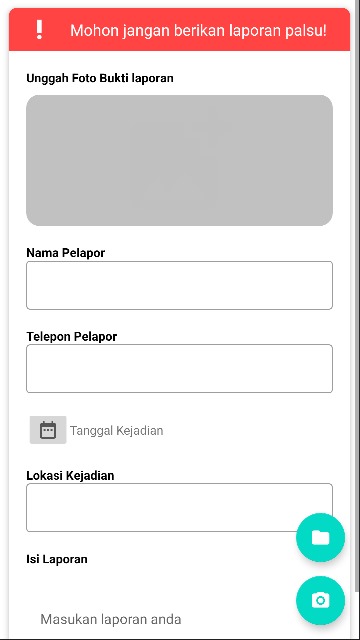 Mohon jangan berikan laporan palsu!
Unggah Foto Bukti laporan
Nama Pelapor
Telepon Pelapor
Tanggal Kejadian
Lokasi Kejadian
Isi Laporan
Masukan laporan anda